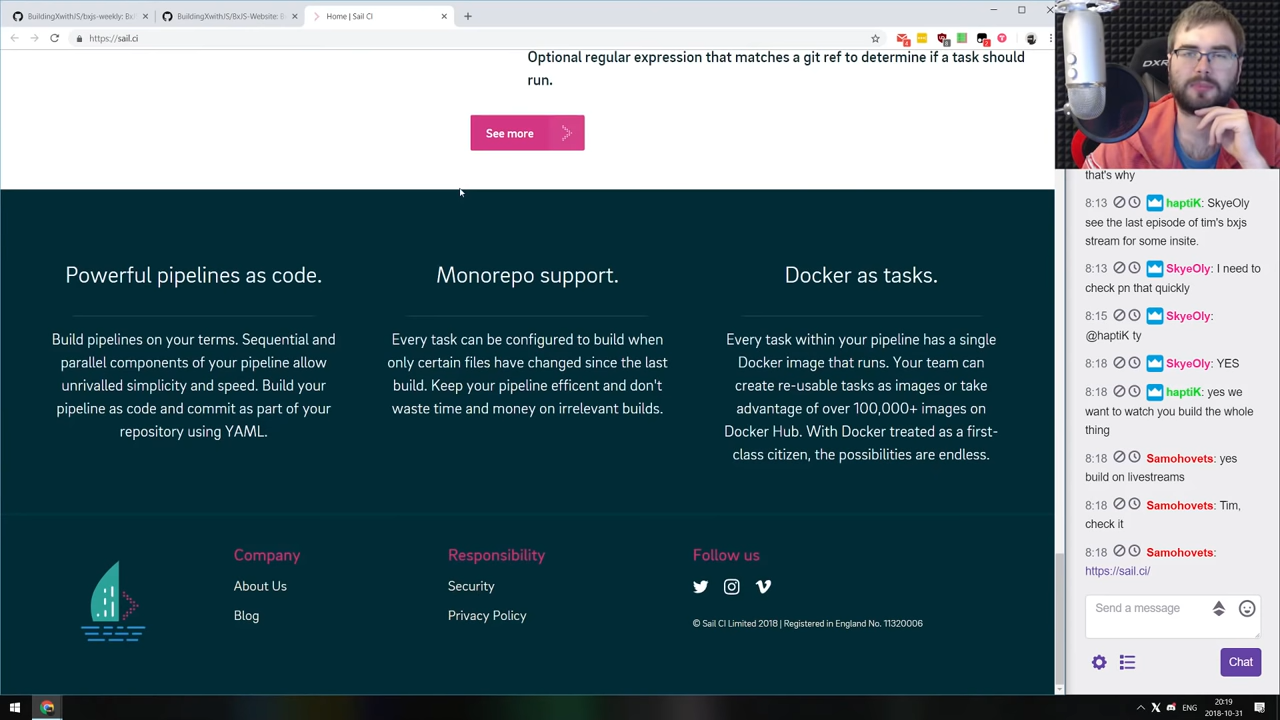 BuildingXwithJS/bxjs-weekly: BxJ
BuildingXwithJS/BxJS-Website: B
Home | Sail CI
https://sail.ci
Optional regular expression that matches a git ref to determine if a task should
run.
See more
Powerful pipelines as code.
Build pipelines on your terms. Sequential and
parallel components of your pipeline allow
unrivalled simplicity and speed. Build your
pipeline as code and commit as part of your
repository using YAML.
Monorepo support.
Every task can be configured to build when
only certain files have changed since the last
build. Keep your pipeline efficent and don't
waste time and money on irrelevant builds.
Docker as tasks.
Every task within your pipeline has a single
Docker image that runs. Your team can
create re-usable tasks as images or take
advantage of over 100,000+ images on
Docker Hub. With Docker treated as a first-
class citizen, the possibilities are endless.
Company
About Us
Blog
Responsibility
Security
Privacy Policy
Follow us
© Sail CI Limited 2018 | Registered in England No. 11320006
DXR
that's why
8:13 haptiK: SkyeOly
see the last episode of tim's bxjs
stream for some insite.
8:13 SkyeOly: I need to
check pn that quickly
8:15 SkyeOly:
@haptiK ty
8:18 SkyeOly: YES
8:18 haptiK: yes we
want to watch you build the whole
thing
8:18 Samohovets: yes
build on livestreams
8:18 Samohovets: Tim,
check it
8:18 Samohovets:
https://sail.ci/
Send a message
Chat
ENG
20:19
2018-10-31